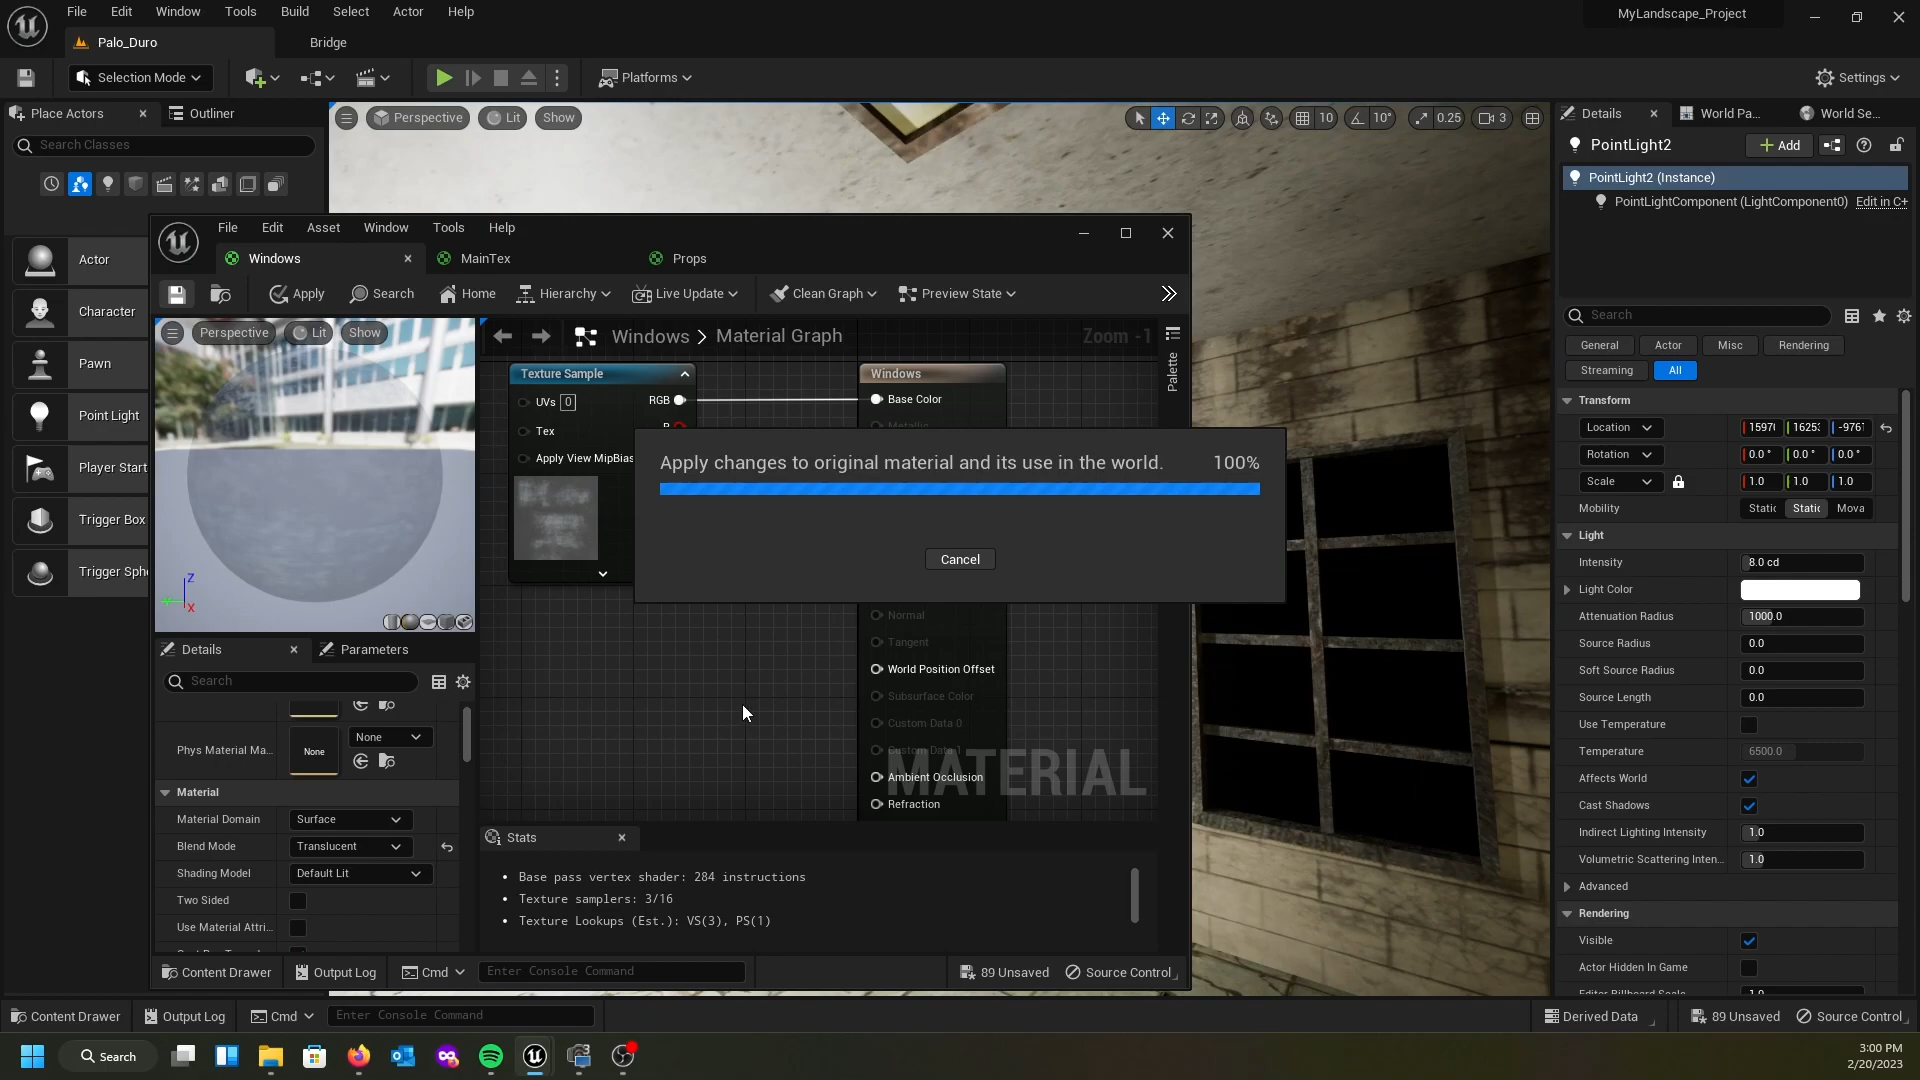 File Edit Window Tools Build Select Actor Help
MyLandscape_Project
Palo_Duro
Bridge
Selection Mode
Platforms
Settings
Place Actors
Outliner
Perspective Lit Show
10 10° 0.25 3
Details
World Pa...
World Se...
Search Classes
PointLight2
Add
PointLight2 (Instance)
PointLightComponent (LightComponent0) Edit in C+
File Edit Asset Window Tools Help
Actor
Windows
MainTex
Props
Character
Apply Search Home Hierarchy Live Update Clean Graph Preview State
Search
Perspective Lit Show
Windows > Material Graph
Zoom -1
General Actor Misc Rendering
Palette
Streaming All
Pawn
Texture Sample
Windows
UVs 0 RGB
Base Color
Transform
Point Light
Tex
Metallic
Location 1597 1625 -976
Apply View MipBias
Rotation 0.0 ° 0.0 ° 0.0 °
Apply changes to original material and its use in the world. 100%
Player Start
Scale 1.0 1.0 1.0
Mobility Static Static Mova
Trigger Box
Light
Cancel
Intensity 8.0 cd
Trigger Sphe
Light Color
Z
X
Normal
Attenuation Radius 1000.0
Tangent
Source Radius 0.0
Details
Parameters
World Position Offset
Soft Source Radius 0.0
Search
Subsurface Color
Source Length 0.0
Custom Data 0
Use Temperature
Phys Material Ma... None None
Custom Data 1
Temperature 6500.0
MATERIAL
Ambient Occlusion
Affects World
Material
Refraction
Cast Shadows
Material Domain Surface
Stats
Indirect Lighting Intensity 1.0
Blend Mode Translucent
Volumetric Scattering Inten... 1.0
Shading Model Default Lit
Base pass vertex shader: 284 instructions
Advanced
Two Sided
Texture samplers: 3/16
Rendering
Use Material Attri...
Texture Lookups (Est.): VS(3), PS(1)
Visible
Actor Hidden In Game
Content Drawer Output Log Cmd Enter Console Command 89 Unsaved Source Control
Editor Billboard Scale 1.0
Content Drawer Output Log Cmd Enter Console Command Derived Data 89 Unsaved Source Control
Search
3:00 PM
2/20/2023